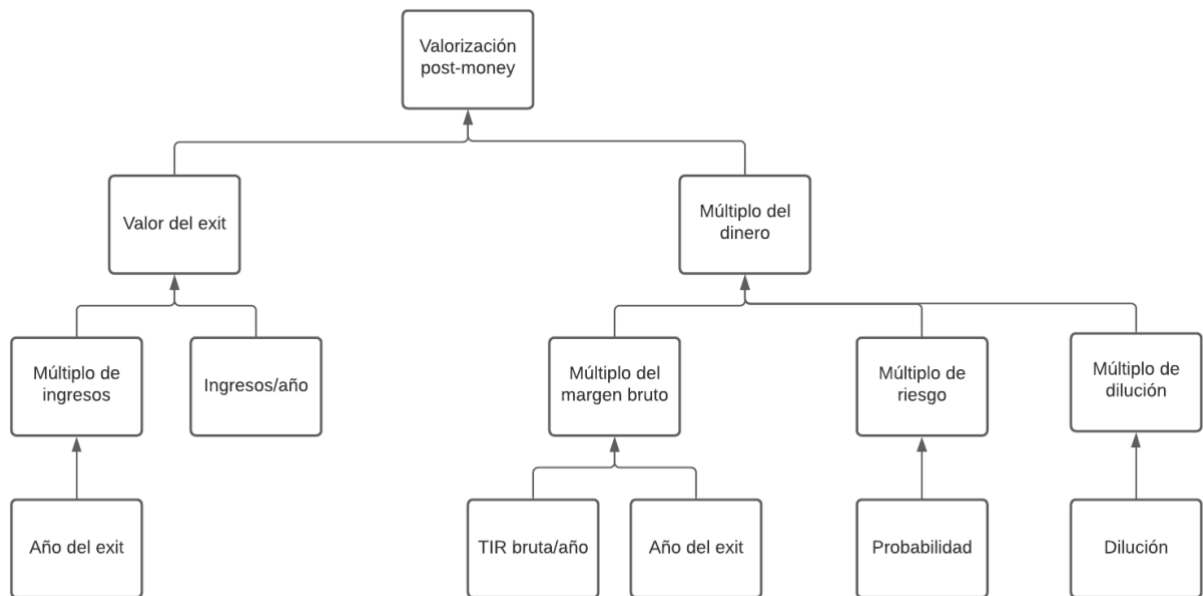 Valorización
post-money
Valor del exit
Múltiplo del
dinero
Múltiplo de
ingresos
Ingresos/año
Múltiplo del
margen bruto
Múltiplo de
riesgo
Múltiplo de
dilución
Año del exit
TIR bruta/año
Año del exit
Probabilidad
Dilución